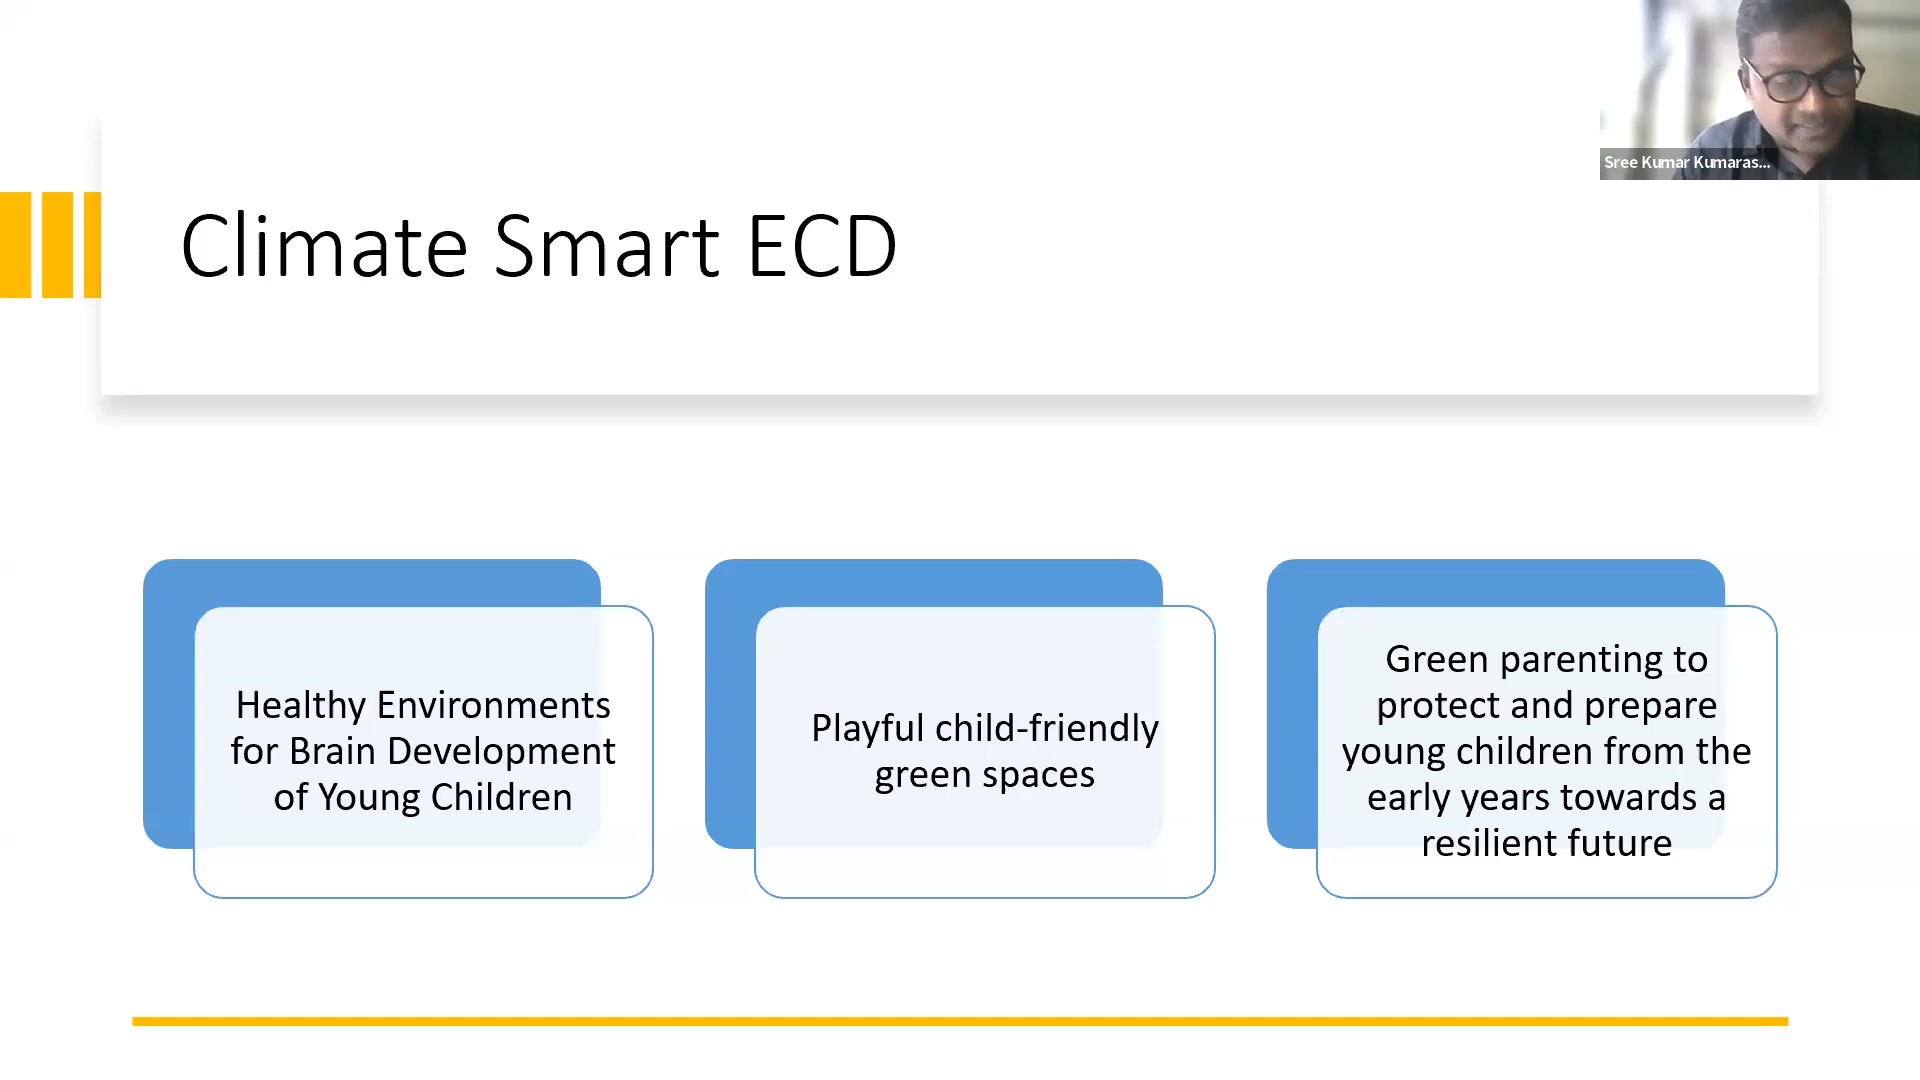 Sree Kumar Kumaras...
Climate Smart ECD
Healthy Environments
for Brain Development
of Young Children
Playful child-friendly
green spaces
Green parenting to
protect and prepare
young children from the
early years towards a
resilient future